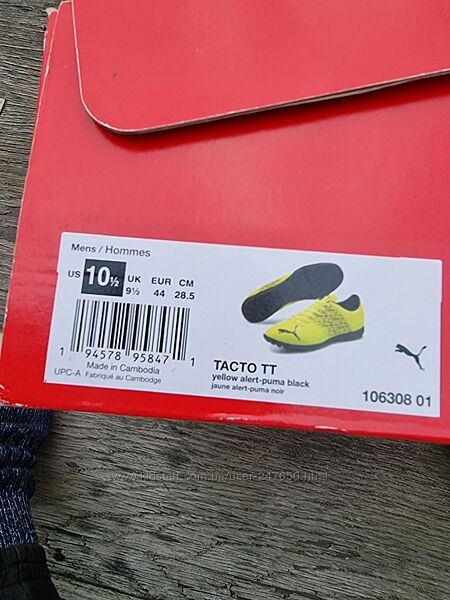 Mens / Hommes
US 10½ UK EUR CM
9½ 44 28.5
1 94578 95847 1
Made in Cambodia
UPC-A Fabriqué au Cambodge
TACTO TT
yellow alert-puma black
jaune alert-puma noir
106308 01